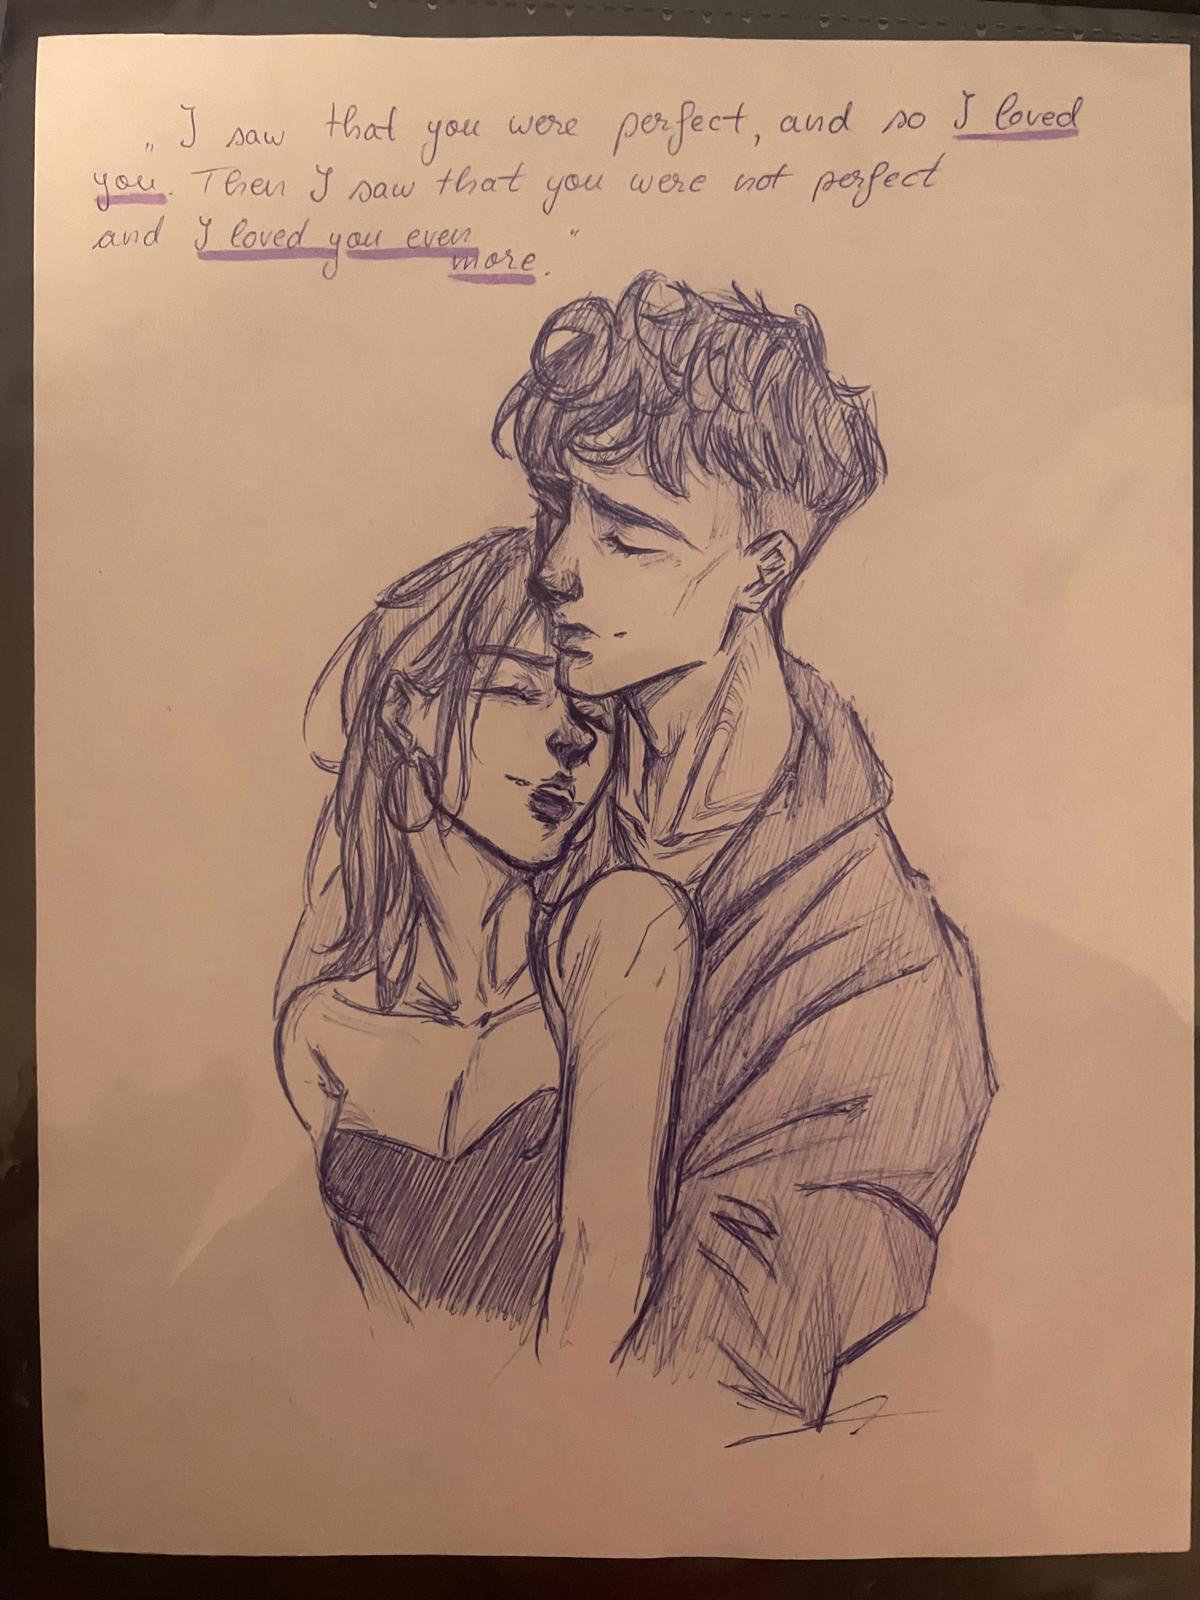 „I saw that you were perfect, and so I loved
you. Then I saw that you were not perfect
and I loved you even
more.“